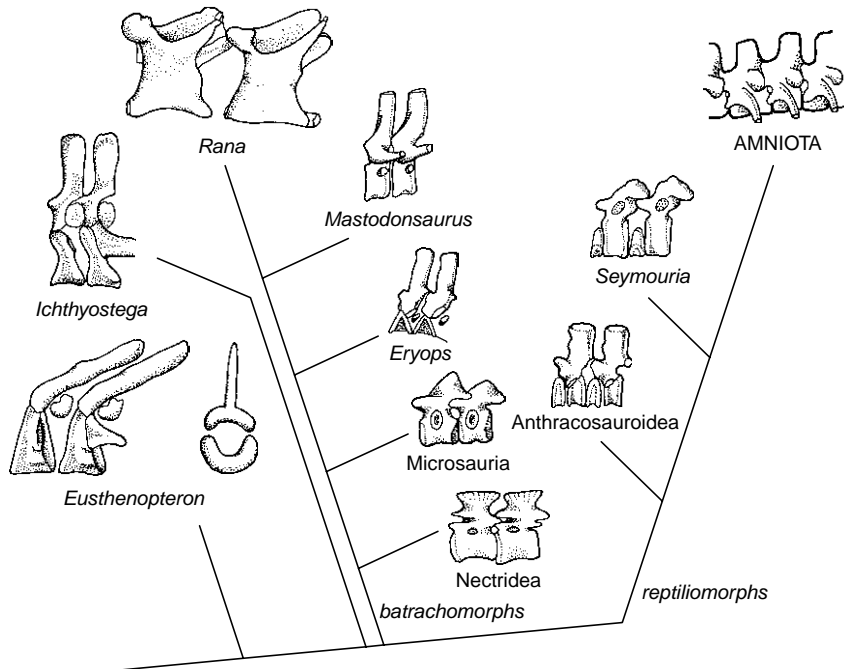 Rana
AMNIOTA
Mastodonsaurus
Seymouria
Ichthyostega
Eryops
Anthracosauroidea
Microsauria
Eusthenopteron
Nectridea
reptiliomorphs
batrachomorphs